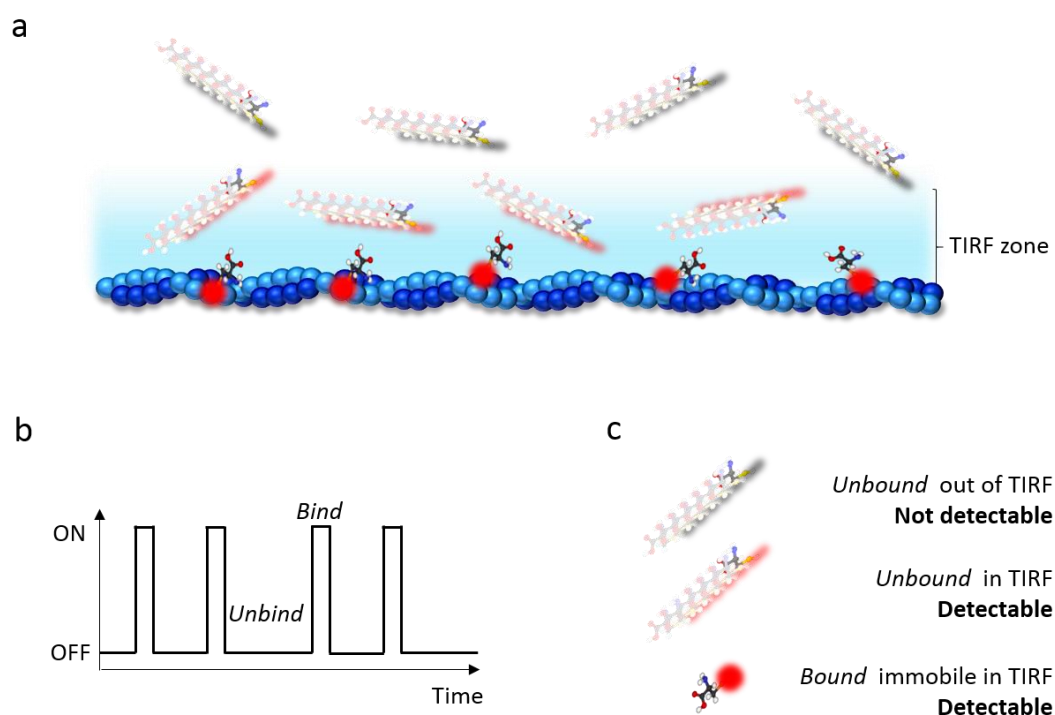 a
TIRF zone
b
ON
Bind
Unbind
OFF
Time
c
Unbound out of TIRF
Not detectable
Unbound in TIRF
Detectable
Bound immobile in TIRF
Detectable